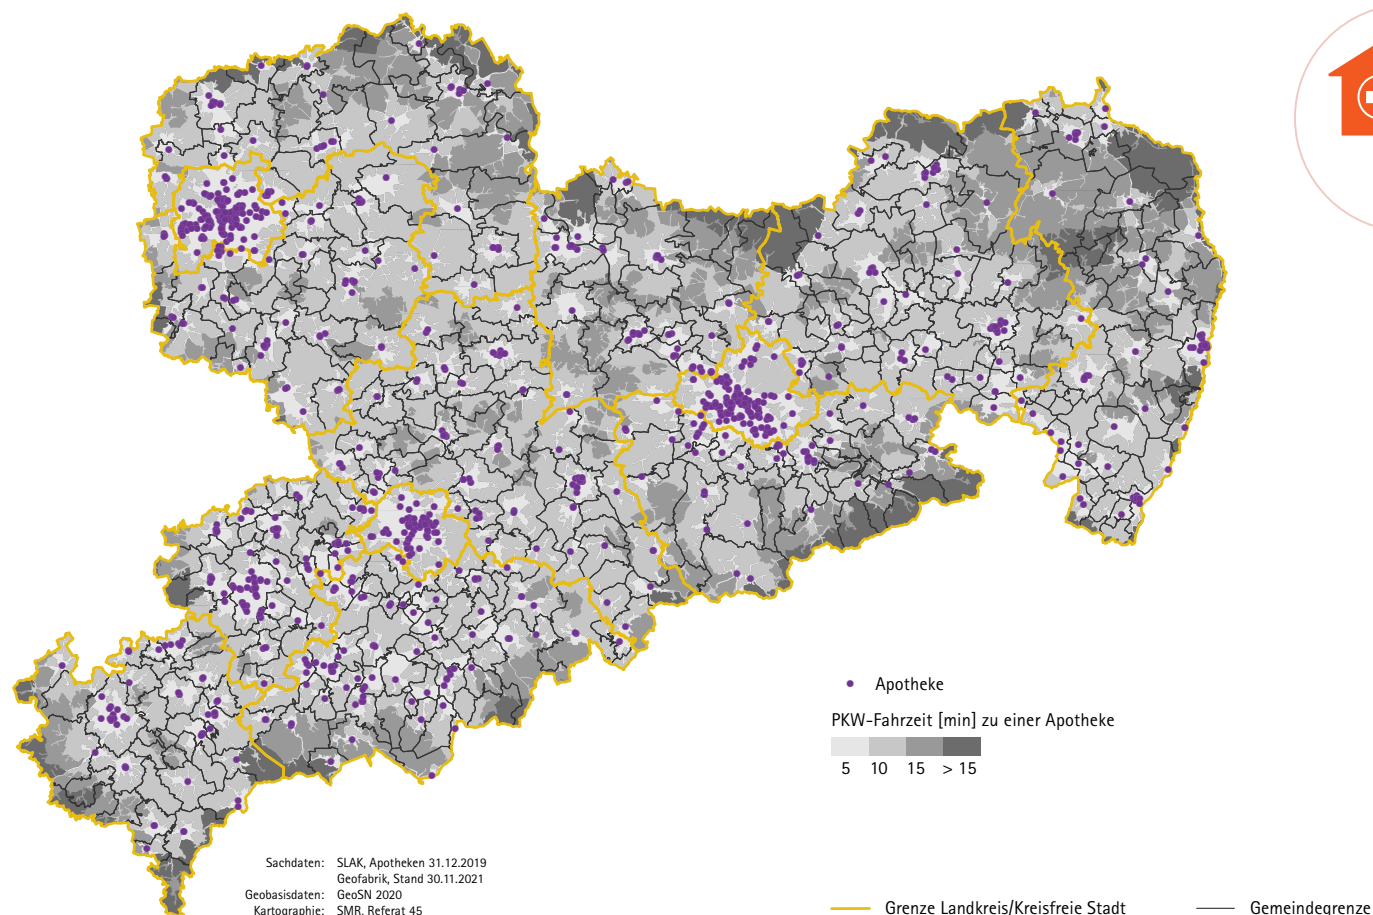 Apotheke
PKW-Fahrzeit [min] zu einer Apotheke
5 10 15 > 15
Sachdaten: SLAK, Apotheken 31.12.2019
Geofabrik, Stand 30.11.2021
Geobasisdaten: GeoSN 2020
Kartographie: SMR, Referat 45
Grenze Landkreis/Kreisfreie Stadt Gemeindegrenze